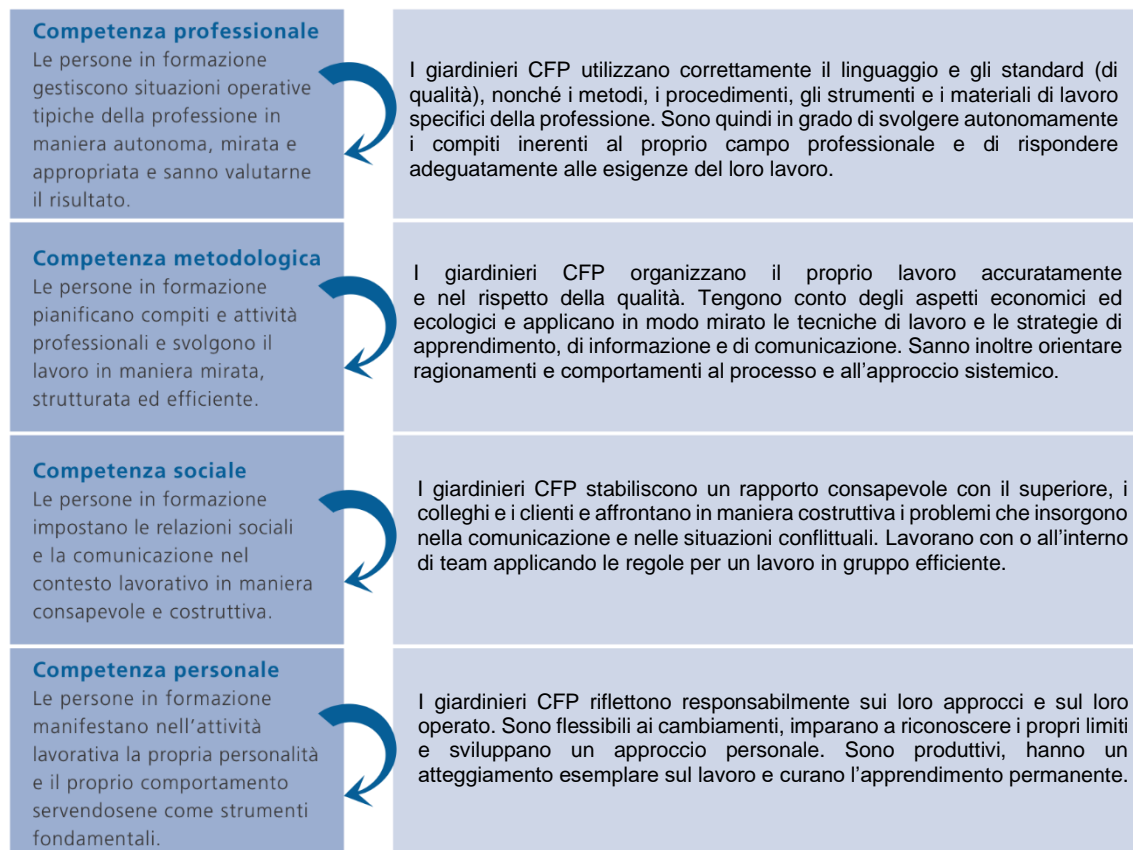 Competenza professionale
Le persone in formazione
gestiscono situazioni operative
tipiche della professione in
maniera autonoma, mirata e
appropriata e sanno valutarne
il risultato.
I giardinieri CFP utilizzano correttamente il linguaggio e gli standard (di
qualità), nonché i metodi, i procedimenti, gli strumenti e i materiali di lavoro
specifici della professione. Sono quindi in grado di svolgere autonomamente
i compiti inerenti al proprio campo professionale e di rispondere
adeguatamente alle esigenze del loro lavoro.
Competenza metodologica
Le persone in formazione
pianificano compiti e attività
professionali e svolgono il
lavoro in maniera mirata,
strutturata ed efficiente.
I giardinieri CFP organizzano il proprio lavoro accuratamente
e nel rispetto della qualità. Tengono conto degli aspetti economici ed
ecologici e applicano in modo mirato le tecniche di lavoro e le strategie di
apprendimento, di informazione e di comunicazione. Sanno inoltre orientare
ragionamenti e comportamenti al processo e all'approccio sistemico.
Competenza sociale
Le persone in formazione
impostano le relazioni sociali
e la comunicazione nel
contesto lavorativo in maniera
consapevole e costruttiva.
I giardinieri CFP stabiliscono un rapporto consapevole con il superiore, i
colleghi e i clienti e affrontano in maniera costruttiva i problemi che insorgono
nella comunicazione e nelle situazioni conflittuali. Lavorano con o all'interno
di team applicando le regole per un lavoro in gruppo efficiente.
Competenza personale
Le persone in formazione
manifestano nell'attività
lavorativa la propria personalità
e il proprio comportamento
servendosene come strumenti
fondamentali.
I giardinieri CFP riflettono responsabilmente sui loro approcci e sul loro
operato. Sono flessibili ai cambiamenti, imparano a riconoscere i propri limiti
e sviluppano un approccio personale. Sono produttivi, hanno un
atteggiamento esemplare sul lavoro e curano l'apprendimento permanente.